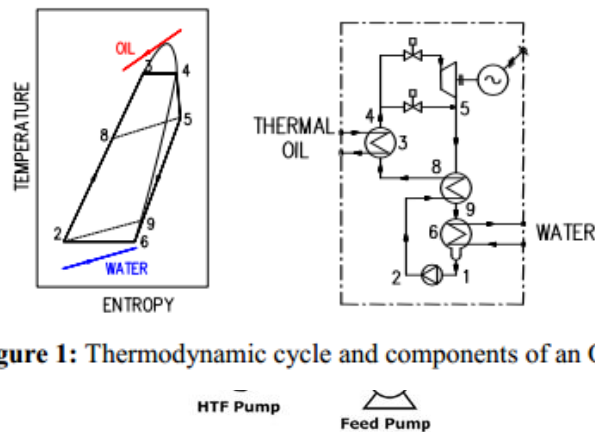 TEMPERATURE
OIL
3
4
8
5
9
2
6
WATER
ENTROPY
4
5
THERMAL
OIL
3
8
9
6
WATER
2
1
gure 1: Thermodynamic cycle and components of an O
HTF Pump
Feed Pump